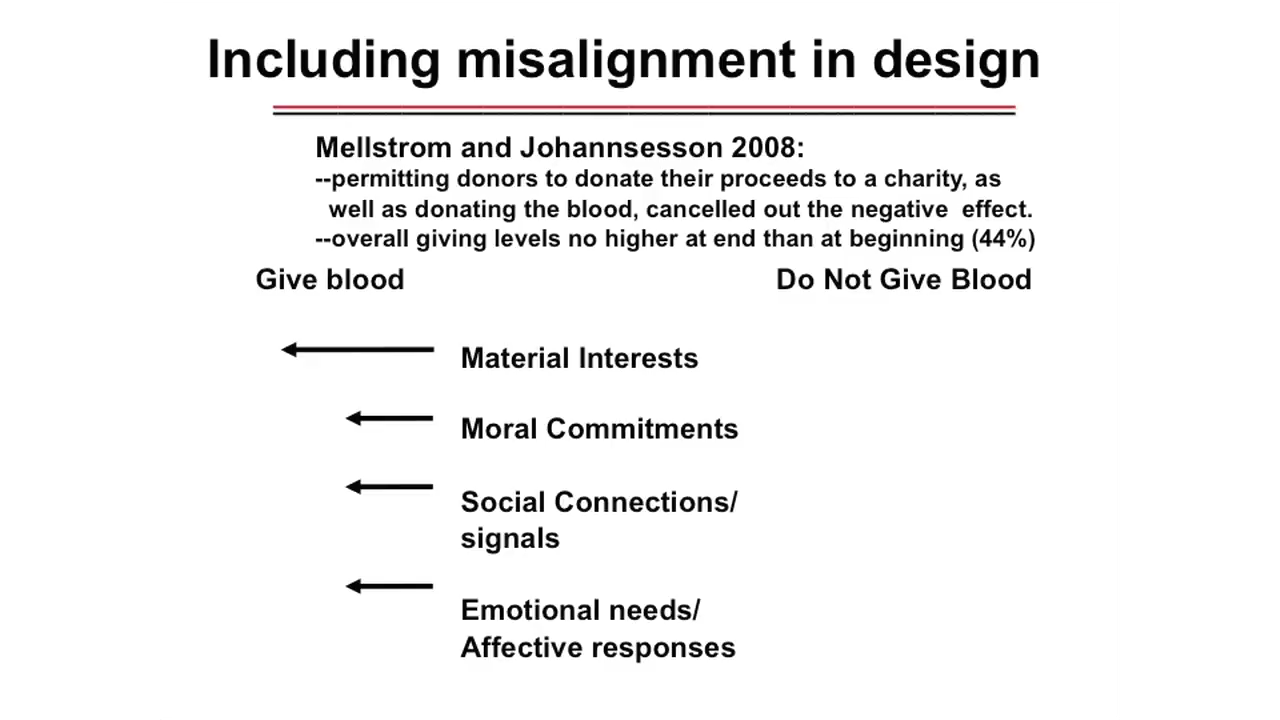 Including misalignment in design
Mellstrom and Johannsesson 2008:
--permitting donors to donate their proceeds to a charity, as
well as donating the blood, cancelled out the negative effect.
--overall giving levels no higher at end than at beginning (44%)
Give blood
Do Not Give Blood
Material Interests
Moral Commitments
Social Connections/
signals
Emotional needs/
Affective responses